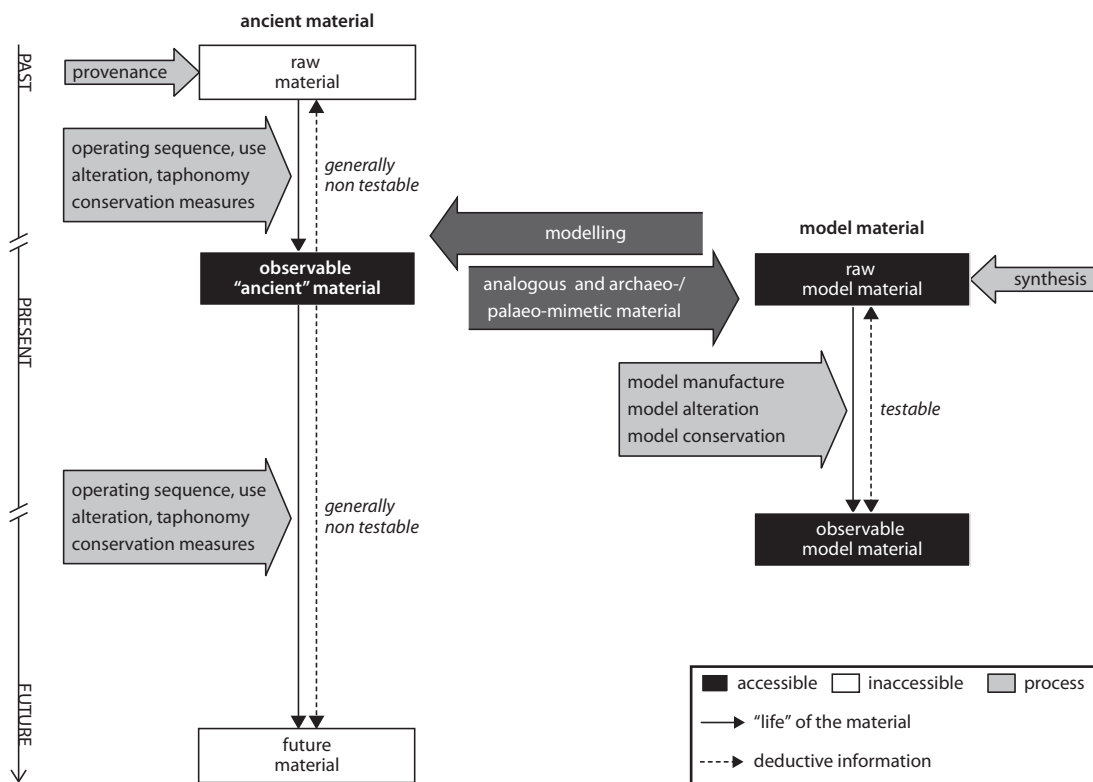 ancient material
PAST
provenance
raw
material
operating sequence, use
alteration, taphonomy
conservation measures
generally
non testable
modelling
model material
observable
“ancient” material
analogous and archaeo-/
palaeo-mimetic material
raw
model material
synthesis
PRESENT
model manufacture
model alteration
model conservation
testable
operating sequence, use
alteration, taphonomy
conservation measures
generally
non testable
observable
model material
FUTURE
future
material
accessible
inaccessible
process
“life” of the material
deductive information